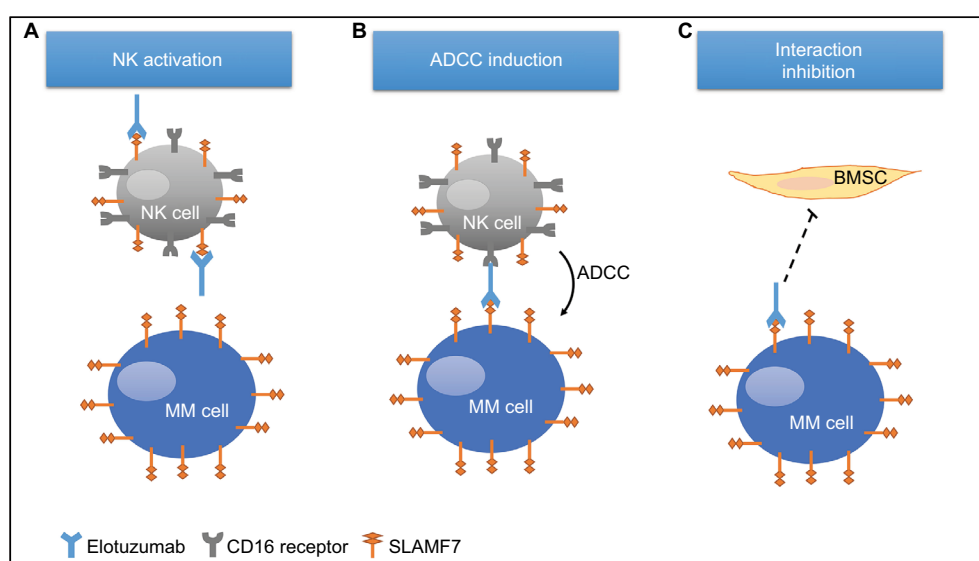 A
NK activation
NK cell
MM cell
B
ADCC induction
NK cell
ADCC
MM cell
C
Interaction
inhibition
BMSC
MM cell
Elotuzumab
CD16 receptor
SLAMF7